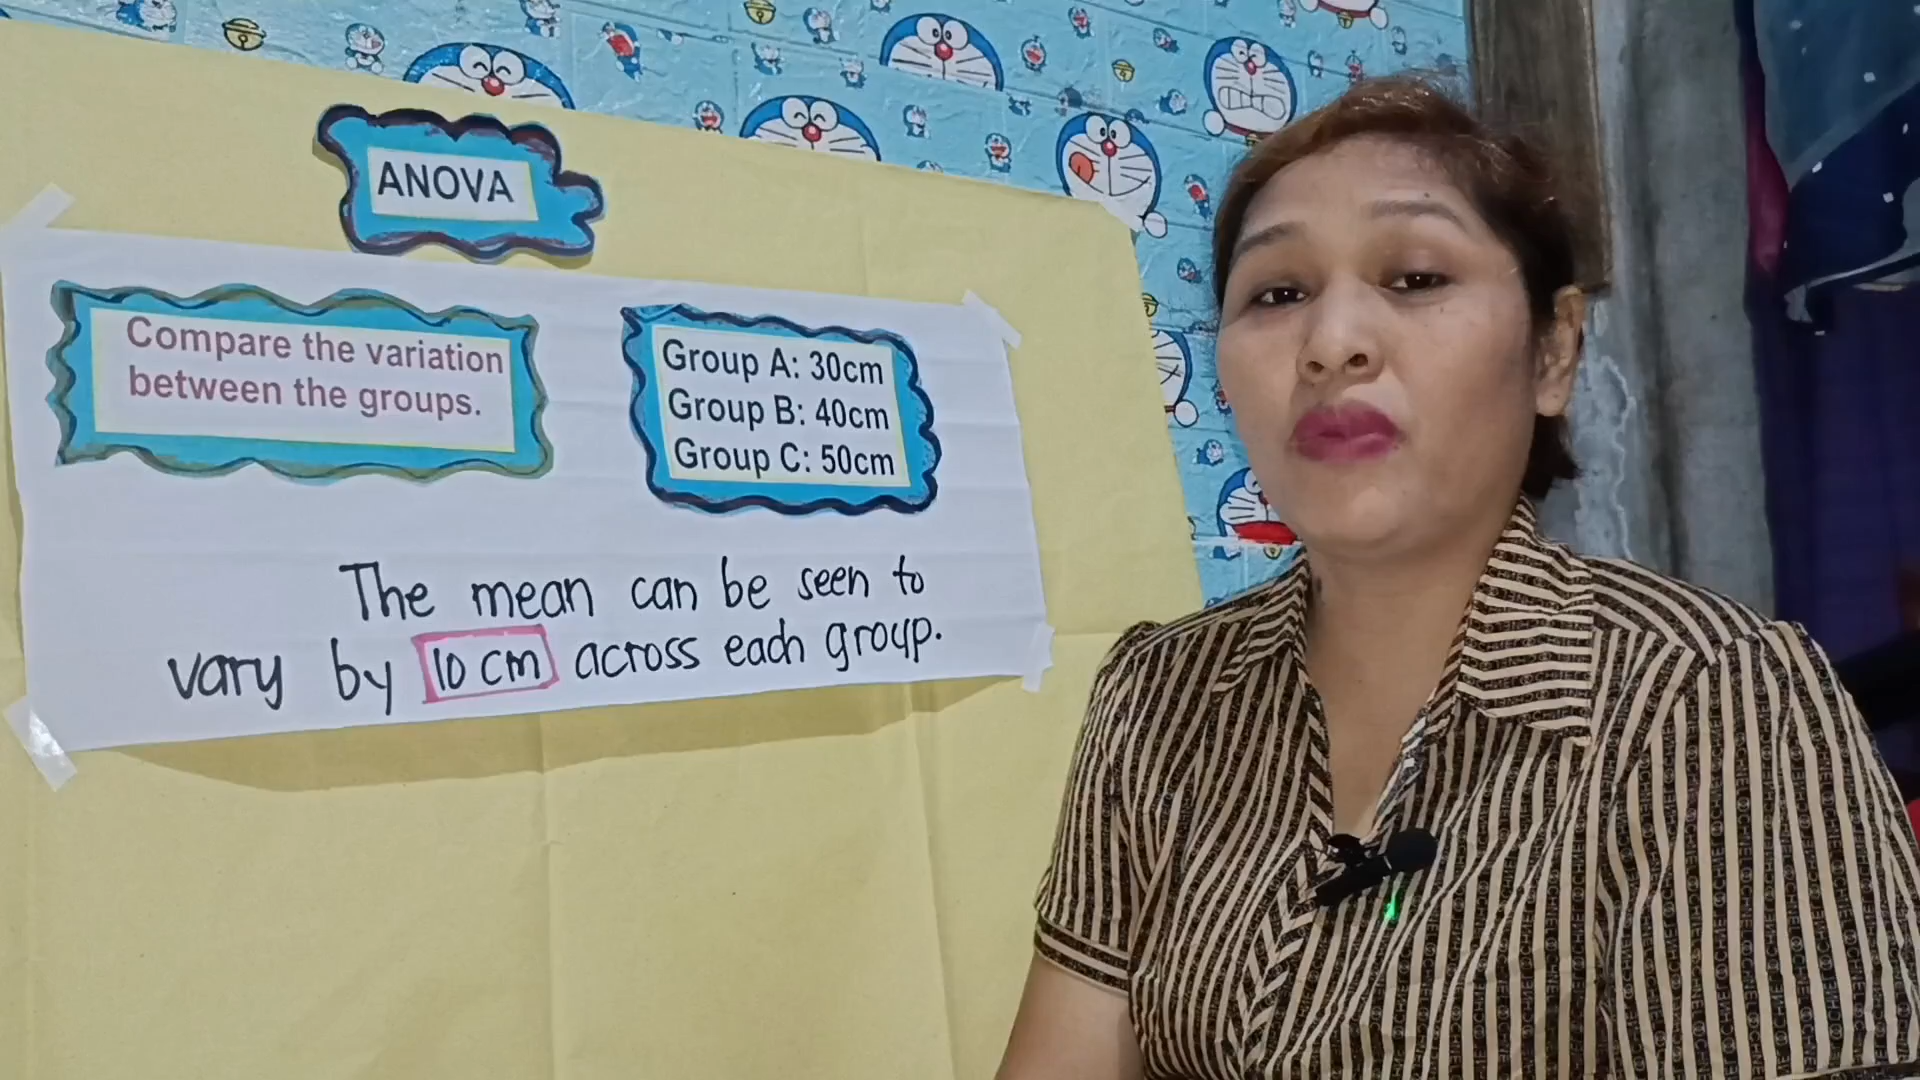 ANOVA
Compare the variation
between the groups.
Group A: 30cm
Group B: 40cm
Group C: 50cm
The mean can be seen to
vary by 10 cm across each group.